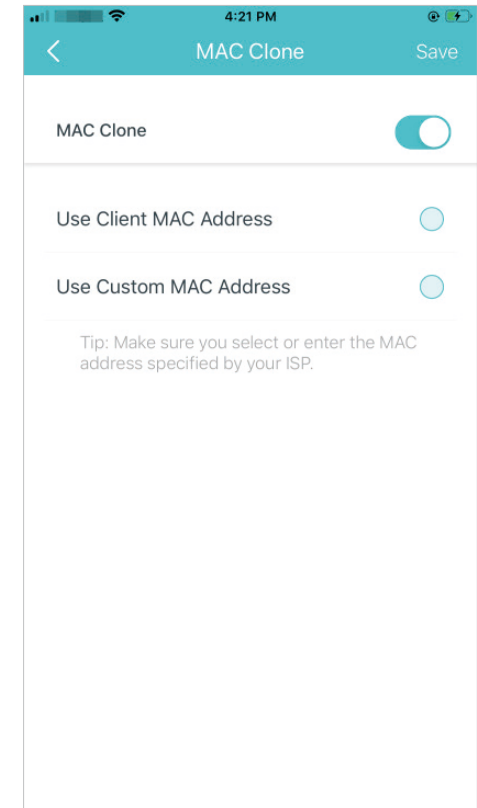 4:21 PM
MAC Clone
Save
MAC Clone
Use Client MAC Address
Use Custom MAC Address
Tip: Make sure you select or enter the MAC
address specified by your ISP.